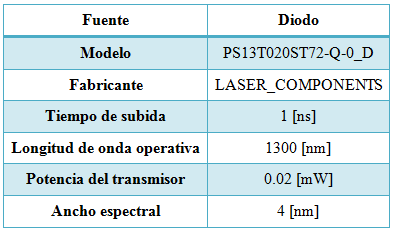 Fuente Diodo
Modelo PS13T020ST72-Q-0_D
Fabricante LASER_COMPONENTS
Tiempo de subida 1 [ns]
Longitud de onda operativa 1300 [nm]
Potencia del transmisor 0.02 [mW]
Ancho espectral 4 [nm]